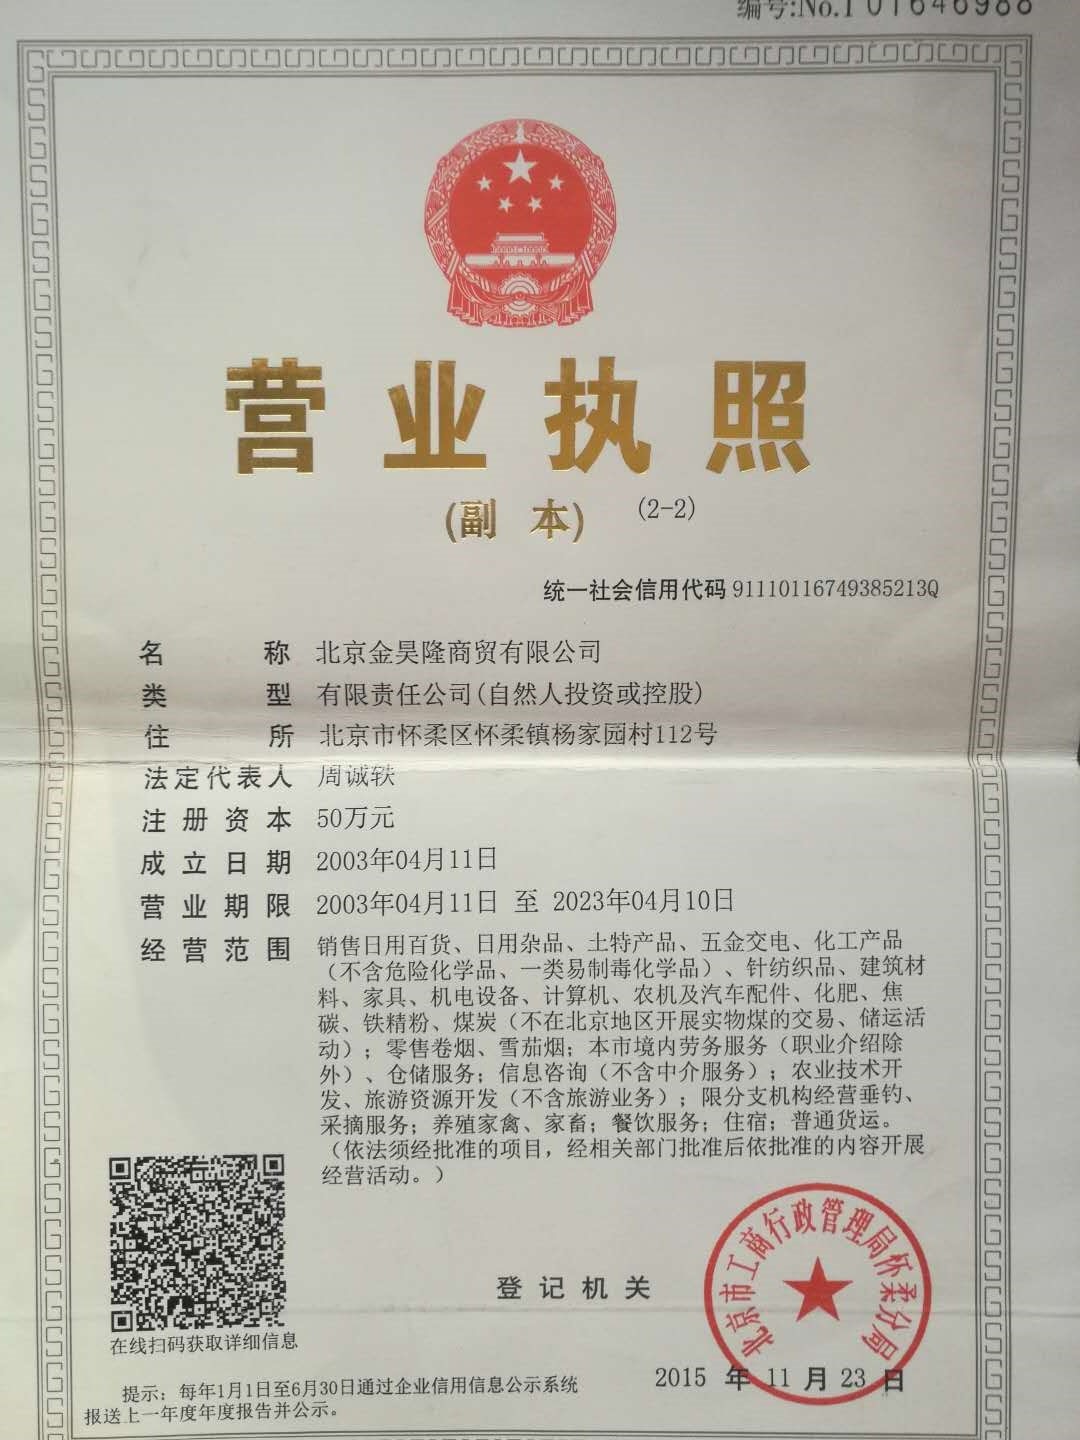 编号:No.1 01646988
营业执照
(副 本) (2-2)
统一社会信用代码 91110116749385213Q
名 称 北京金昊隆商贸有限公司
类 型 有限责任公司(自然人投资或控股)
住 所 北京市怀柔区怀柔镇杨家园村112号
法定代表人 周诚轶
注册资本 50万元
成立日期 2003年04月11日
营业期限 2003年04月11日 至 2023年04月10日
经营范围 销售日用百货、日用杂品、土特产品、五金交电、化工产品
（不含危险化学品、一类易制毒化学品）、针纺织品、建筑材
料、家具、机电设备、计算机、农机及汽车配件、化肥、焦
碳、铁精粉、煤炭（不在北京地区开展实物煤的交易、储运活
动）；零售卷烟、雪茄烟；本市境内劳务服务（职业介绍除
外）、仓储服务；信息咨询（不含中介服务）；农业技术开
发、旅游资源开发（不含旅游业务）；限分支机构经营垂钓、
采摘服务；养殖家禽、家畜；餐饮服务；住宿；普通货运。
（依法须经批准的项目，经相关部门批准后依批准的内容开展
经营活动。）
在线扫码获取详细信息
登记机关
北京市工商行政管理局怀柔分局
2015 年 11 月 23 日
提示：每年1月1日至6月30日通过企业信用信息公示系统
报送上一年度年度报告并公示。